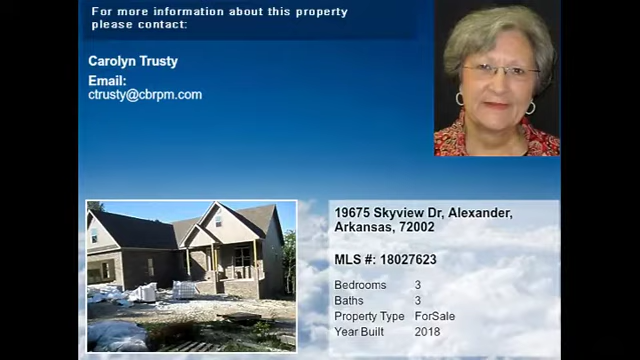 For more information about this property
please contact:
Carolyn Trusty
Email:
ctrusty@cbrpm.com
19675 Skyview Dr, Alexander,
Arkansas, 72002
MLS #: 18027623
Bedrooms 3
Baths 3
Property Type ForSale
Year Built 2018